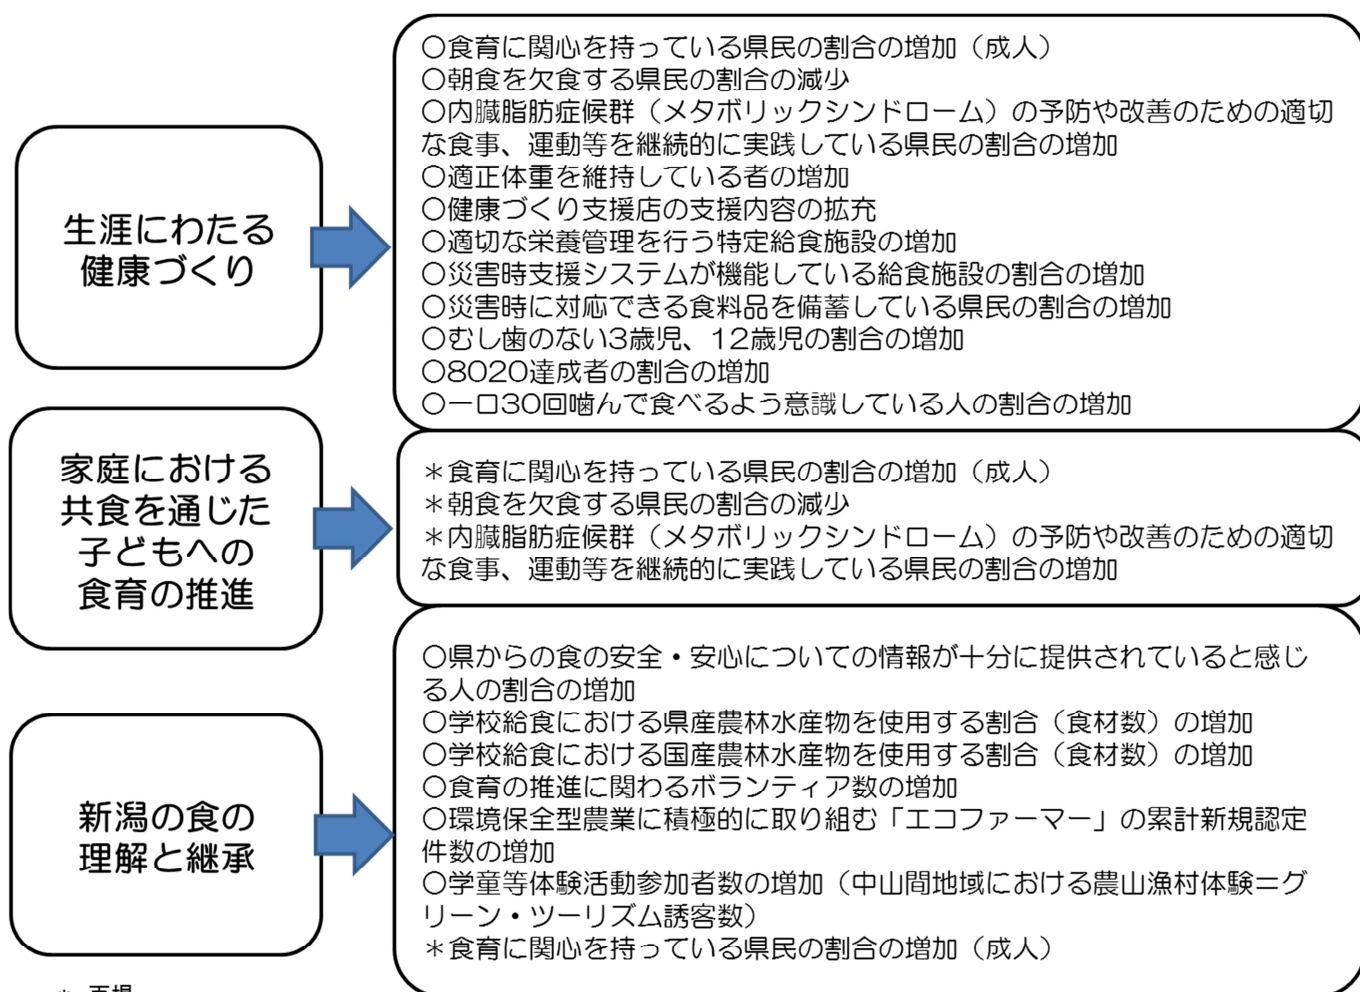 生涯にわたる
健康づくり
○食育に関心を持っている県民の割合の増加（成人）
○朝食を欠食する県民の割合の減少
○内臓脂肪症候群（メタボリックシンドローム）の予防や改善のための適切
な食事、運動等を継続的に実践している県民の割合の増加
○適正体重を維持している者の増加
○健康づくり支援店の支援内容の拡充
○適切な栄養管理を行う特定給食施設の増加
○災害時支援システムが機能している給食施設の割合の増加
○災害時に対応できる食料品を備蓄している県民の割合の増加
○むし歯のない3歳児、12歳児の割合の増加
○8020達成者の割合の増加
○一口30回噛んで食べるよう意識している人の割合の増加
家庭における
共食を通じた
子どもへの
食育の推進
＊食育に関心を持っている県民の割合の増加（成人）
＊朝食を欠食する県民の割合の減少
＊内臓脂肪症候群（メタボリックシンドローム）の予防や改善のための適切
な食事、運動等を継続的に実践している県民の割合の増加
新潟の食の
理解と継承
○県からの食の安全・安心についての情報が十分に提供されていると感じ
る人の割合の増加
○学校給食における県産農林水産物を使用する割合（食材数）の増加
○学校給食における国産農林水産物を使用する割合（食材数）の増加
○食育の推進に関わるボランティア数の増加
○環境保全型農業に積極的に取り組む「エコファーマー」の累計新規認定
件数の増加
○学童等体験活動参加者数の増加（中山間地域における農山漁村体験＝グ
リーン・ツーリズム誘客数）
＊食育に関心を持っている県民の割合の増加（成人）